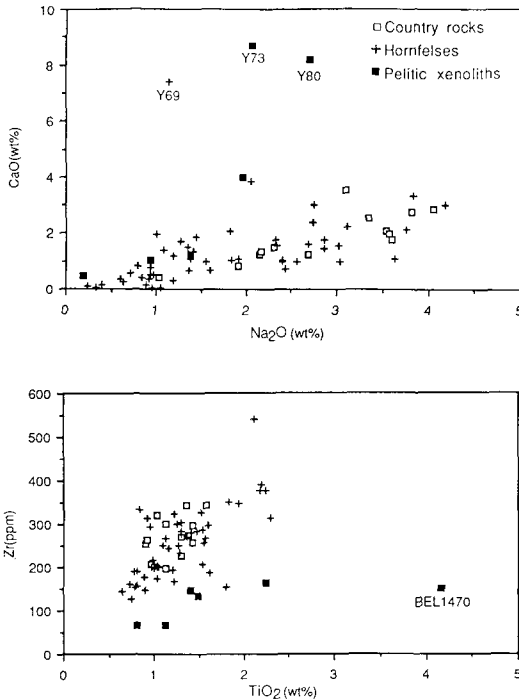 10
□ Country rocks
Y73
+ Hornfelses
8
Y80
■ Pelitic xenoliths
Y69
6
CaO(wt%)
4
2
0
0 1 2 3 4 5
Na2O (wt%)
600
500
400
Zr(ppm)
300
200
100
BEL1470
0
0 1 2 3 4 5
TiO2(wt%)